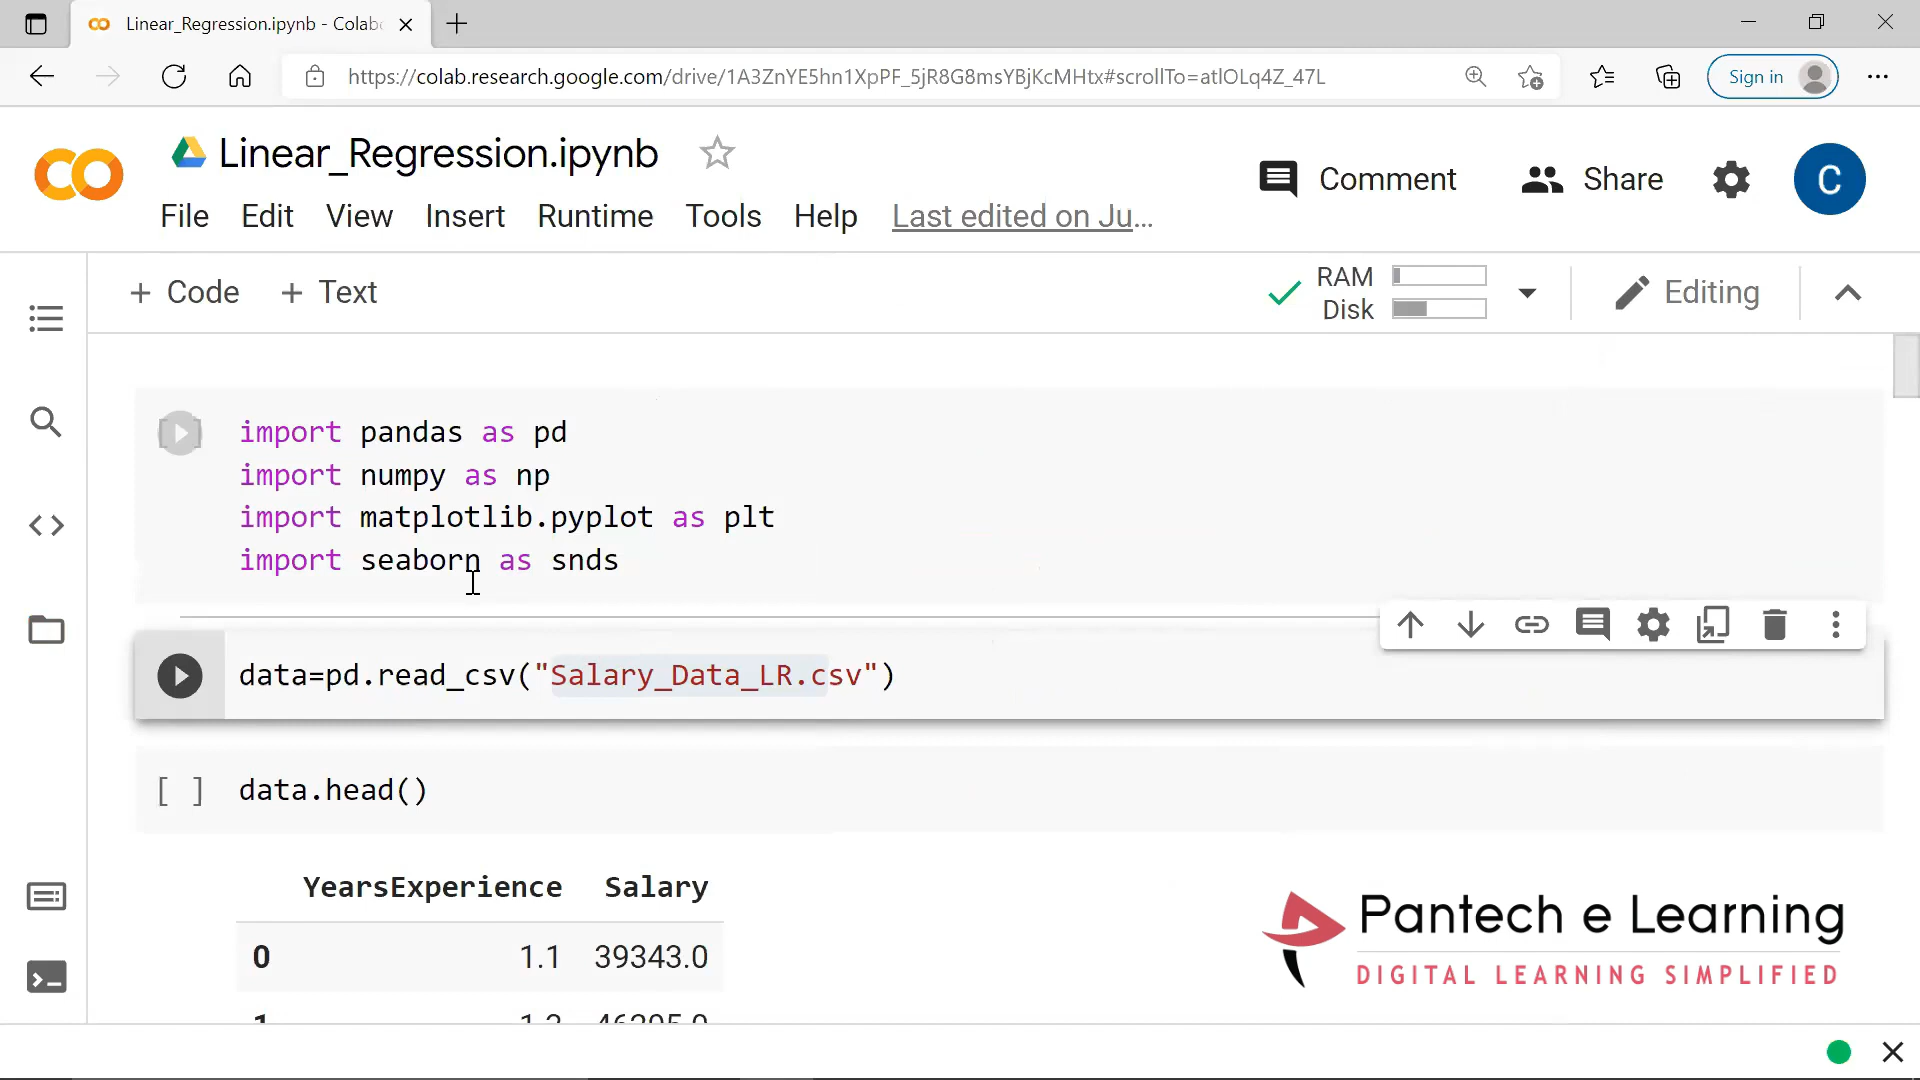 Linear_Regression.ipynb - Colab
https://colab.research.google.com/drive/1A3ZnYE5hn1XpPF_5jR8G8msYBjKcMHtx#scrollTo=atlOLq4Z_47L
Sign in
Linear_Regression.ipynb
Comment
Share
C
File Edit View Insert Runtime Tools Help Last edited on Ju...
+ Code + Text
RAM
Disk
Editing
import pandas as pd
import numpy as np
import matplotlib.pyplot as plt
import seaborn as snds
data=pd.read_csv("Salary_Data_LR.csv")
[ ] data.head()
YearsExperience Salary
0 1.1 39343.0
Pantech e Learning
DIGITAL LEARNING SIMPLIFIED